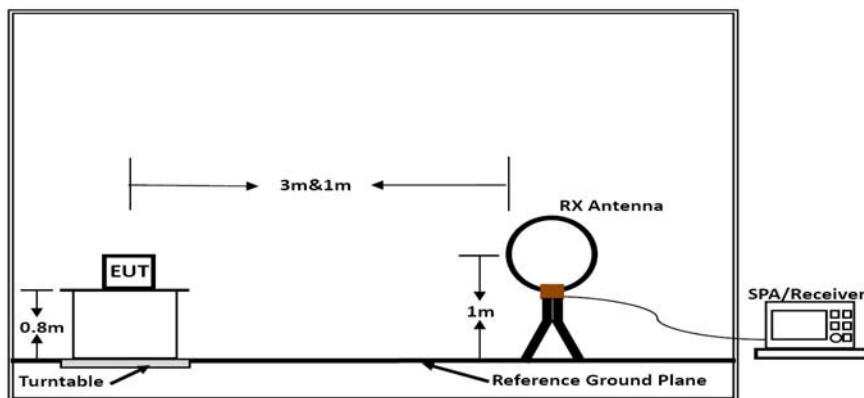 3m&1m
RX Antenna
EUT
SPA/Receiver
0.8m
1m
Turntable
Reference Ground Plane